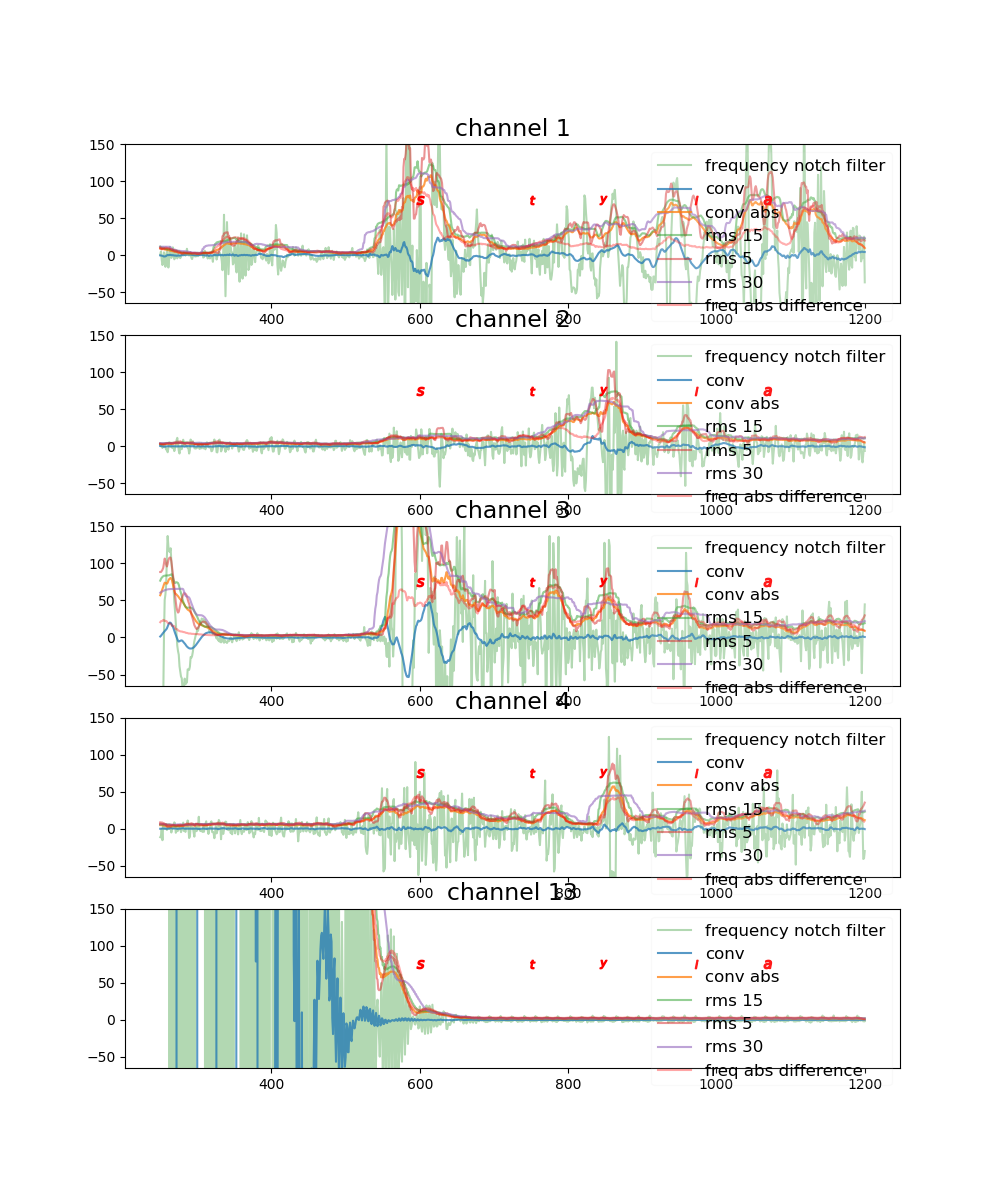 channel 1
150
100
50
0
−50
s t y a
frequency notch filter
conv
conv abs
rms 15
rms 5
rms 30
freq abs difference
400 600 800 1000 1200
channel 2
150
100
50
0
−50
s t y a
frequency notch filter
conv
conv abs
rms 15
rms 5
rms 30
freq abs difference
400 600 800 1000 1200
channel 3
150
100
50
0
−50
s t y a
frequency notch filter
conv
conv abs
rms 15
rms 5
rms 30
freq abs difference
400 600 800 1000 1200
channel 4
150
100
50
0
−50
s t y a
frequency notch filter
conv
conv abs
rms 15
rms 5
rms 30
freq abs difference
400 600 800 1000 1200
channel 13
150
100
50
0
−50
s t y a
frequency notch filter
conv
conv abs
rms 15
rms 5
rms 30
freq abs difference
400 600 800 1000 1200